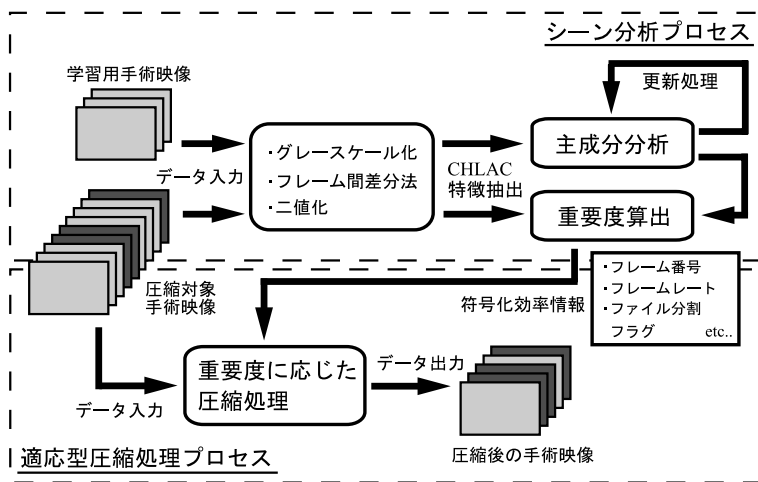 シーン分析プロセス
学習用手術映像
更新処理
データ入力
・グレースケール化
・フレーム間差分法
・二値化
CHLAC
特徴抽出
主成分分析
重要度算出
圧縮対象
手術映像
符号化効率情報
・フレーム番号
・フレームレート
・ファイル分割
フラグ etc..
データ入力
重要度に応じた
圧縮処理
データ出力
圧縮後の手術映像
適応型圧縮処理プロセス